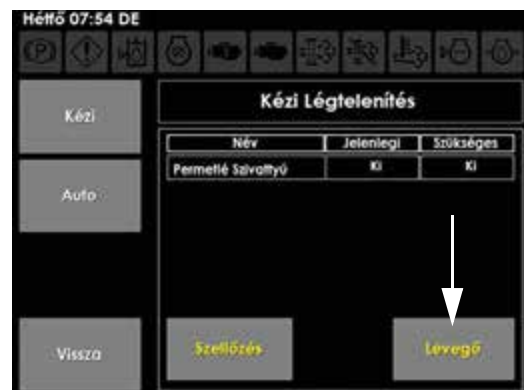 Hétfő 07:54 DE
Kézi
Auto
Vissza
Kézi Légtelenítés
Név Jelenlegi Szükséges
Permetlé Szivattyú Ki Ki
Szellőzés
Levegő